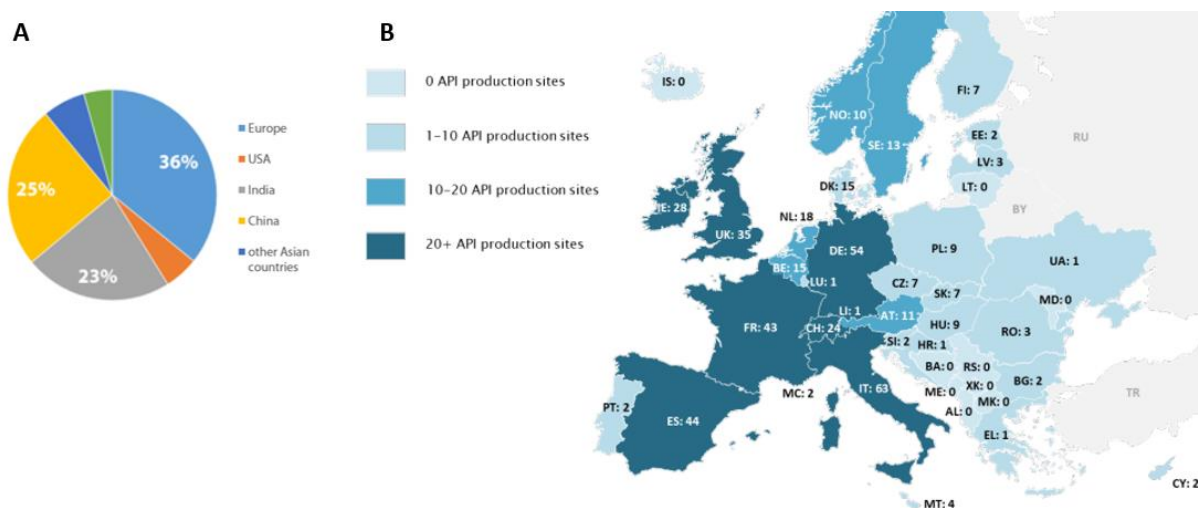 A
36%
25%
23%
Europe
USA
India
China
other Asian
countries
B
0 API production sites
1–10 API production sites
10–20 API production sites
20+ API production sites
IS: 0
FI: 7
NO: 10
SE: 13
EE: 2
RU
LV: 3
DK: 15
LT: 0
BY
IE: 28
NL: 18
UK: 35
DE: 54
PL: 9
BE: 15
UA: 1
LU: 1
CZ: 7
SK: 7
MD: 0
LI: 1
AT: 11
FR: 43
CH: 24
HU: 9
RO: 3
SI: 2
HR: 1
BA: 0
RS: 0
BG: 2
MC: 2
IT: 63
ME: 0
XK: 0
MK: 0
TR
PT: 2
AL: 0
ES: 44
EL: 1
CY: 2
MT: 4